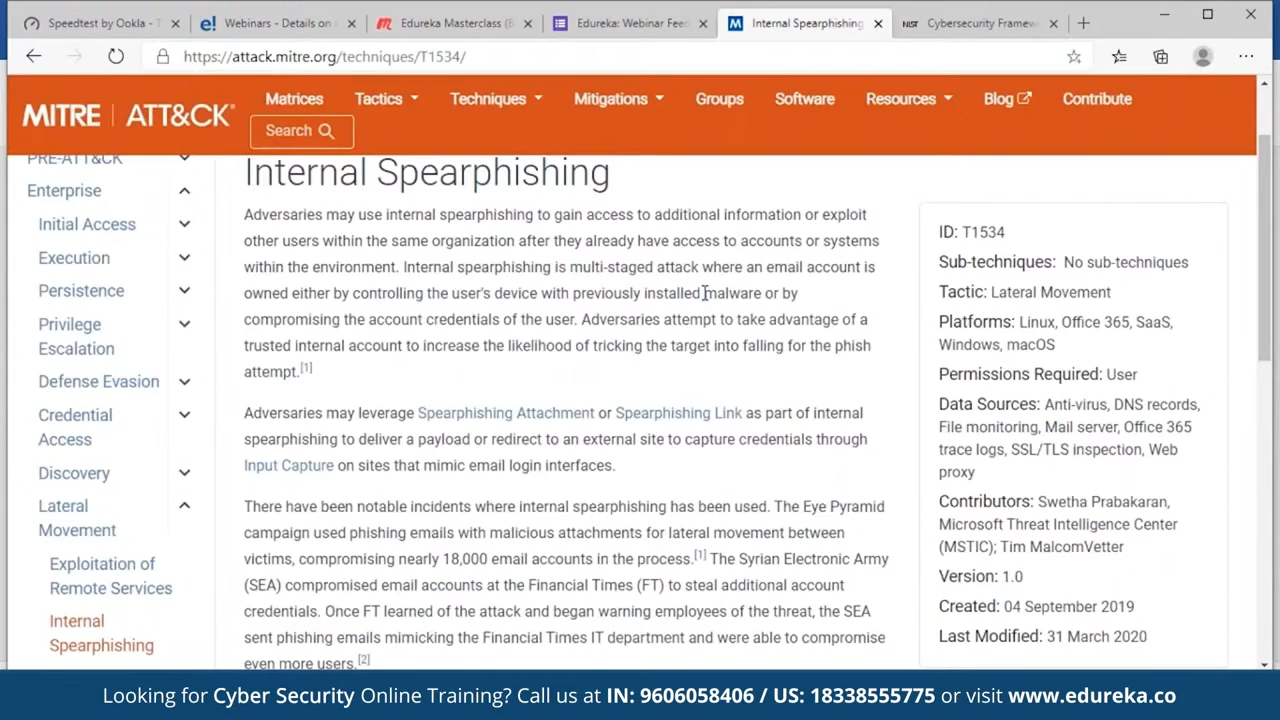 Speedtest by Ookla - T
Webinars - Details on
Edureka Masterclass (
Edureka: Webinar Feed
Internal Spearphishing
NIST Cybersecurity Framew
https://attack.mitre.org/techniques/T1534/
MITRE | ATT&CK®
Matrices
Tactics
Techniques
Mitigations
Groups
Software
Resources
Blog
Contribute
Search
PRE-ATT&CK
Enterprise
Initial Access
Execution
Persistence
Privilege
Escalation
Defense Evasion
Credential
Access
Discovery
Lateral
Movement
Exploitation of
Remote Services
Internal
Spearphishing
Internal Spearphishing
Adversaries may use internal spearphishing to gain access to additional information or exploit
other users within the same organization after they already have access to accounts or systems
within the environment. Internal spearphishing is multi-staged attack where an email account is
owned either by controlling the user's device with previously installed malware or by
compromising the account credentials of the user. Adversaries attempt to take advantage of a
trusted internal account to increase the likelihood of tricking the target into falling for the phish
attempt.[1]
Adversaries may leverage Spearphishing Attachment or Spearphishing Link as part of internal
spearphishing to deliver a payload or redirect to an external site to capture credentials through
Input Capture on sites that mimic email login interfaces.
There have been notable incidents where internal spearphishing has been used. The Eye Pyramid
campaign used phishing emails with malicious attachments for lateral movement between
victims, compromising nearly 18,000 email accounts in the process.[1] The Syrian Electronic Army
(SEA) compromised email accounts at the Financial Times (FT) to steal additional account
credentials. Once FT learned of the attack and began warning employees of the threat, the SEA
sent phishing emails mimicking the Financial Times IT department and were able to compromise
even more users.[2]
ID: T1534
Sub-techniques: No sub-techniques
Tactic: Lateral Movement
Platforms: Linux, Office 365, SaaS,
Windows, macOS
Permissions Required: User
Data Sources: Anti-virus, DNS records,
File monitoring, Mail server, Office 365
trace logs, SSL/TLS inspection, Web
proxy
Contributors: Swetha Prabakaran,
Microsoft Threat Intelligence Center
(MSTIC); Tim MalcomVetter
Version: 1.0
Created: 04 September 2019
Last Modified: 31 March 2020
Looking for Cyber Security Online Training? Call us at IN: 9606058406 / US: 18338555775 or visit www.edureka.co